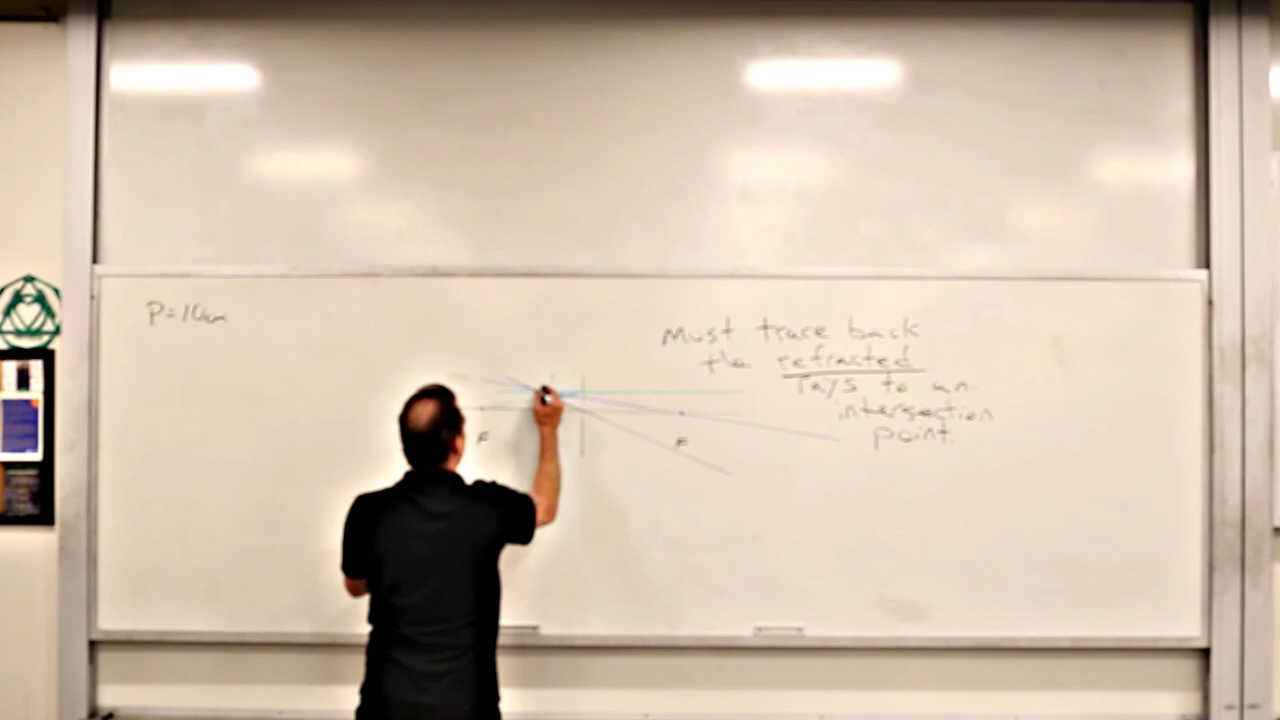 P=10cm
Must trace back
the refracted
rays to an
intersection
point.
F
F